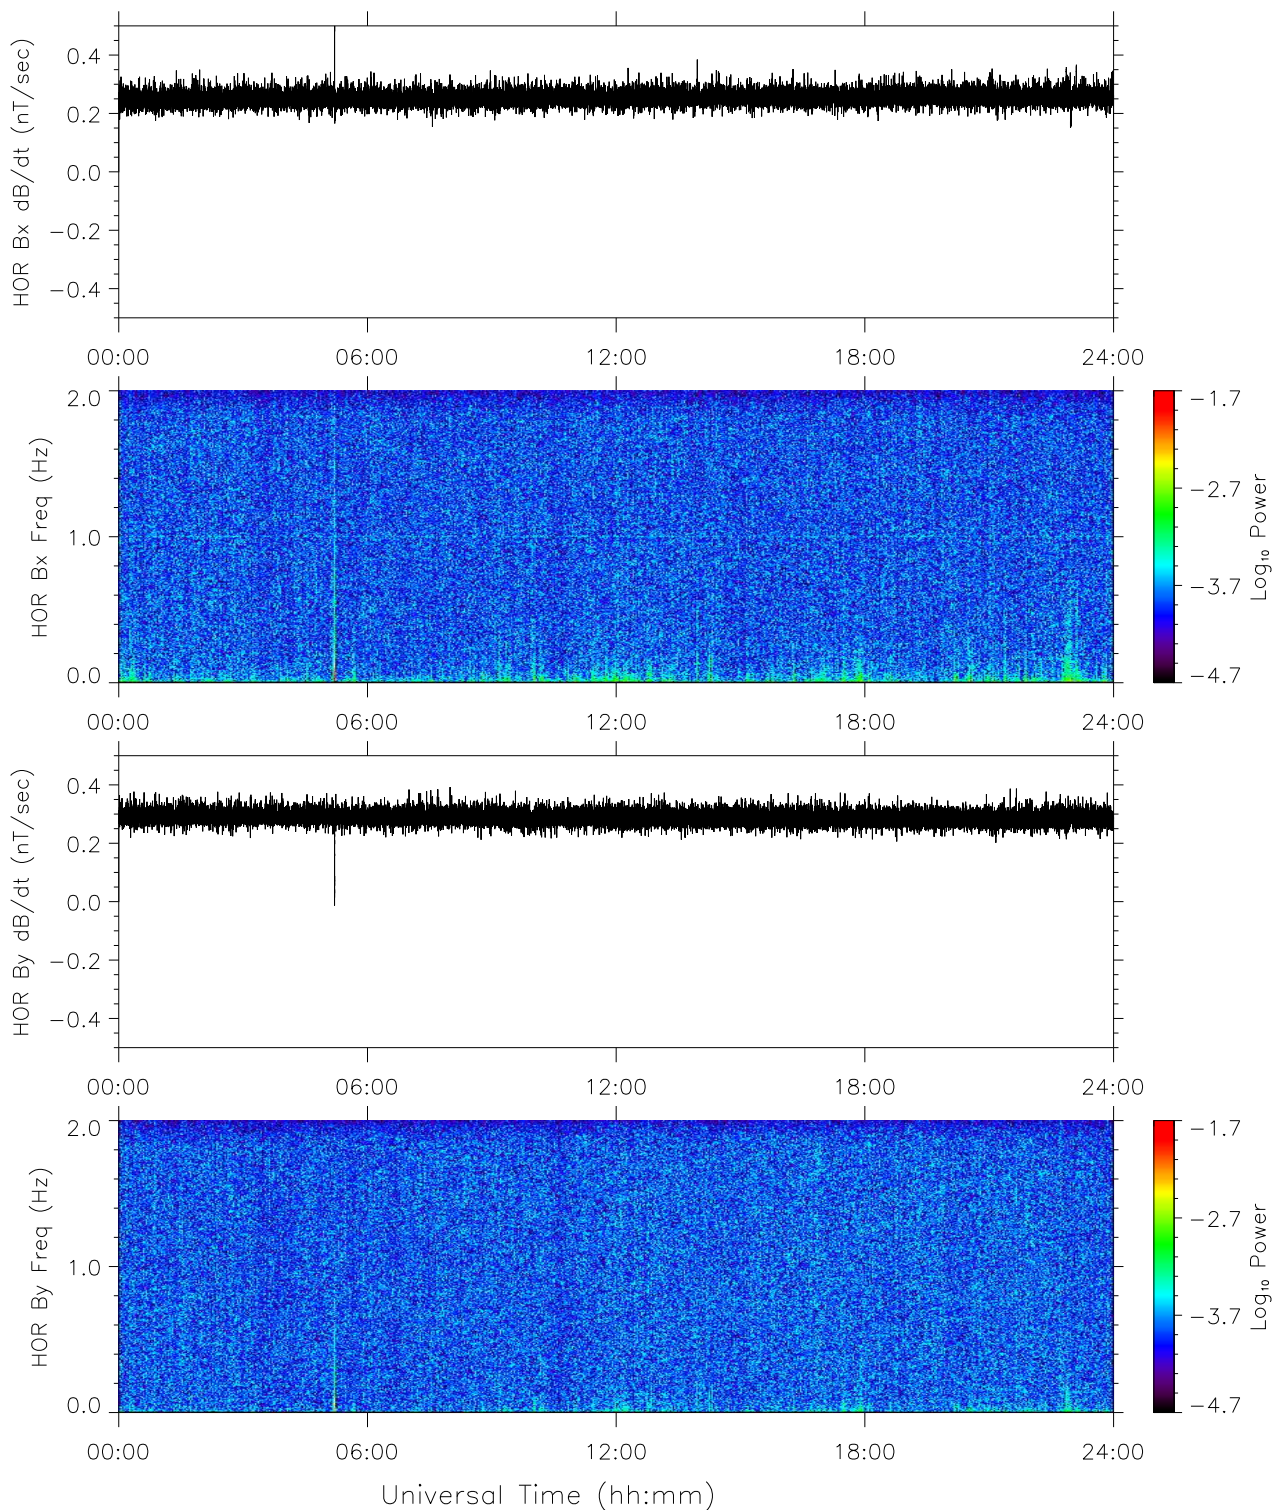 HOR Bx dB/dt (nT/sec)
0.4
0.2
0.0
−0.2
−0.4
00:00 06:00 12:00 18:00 24:00
HOR Bx Freq (Hz)
2.0
1.0
0.0
−1.7
−2.7
−3.7
−4.7
Log₁₀ Power
00:00 06:00 12:00 18:00 24:00
HOR By dB/dt (nT/sec)
0.4
0.2
0.0
−0.2
−0.4
00:00 06:00 12:00 18:00 24:00
HOR By Freq (Hz)
2.0
1.0
0.0
−1.7
−2.7
−3.7
−4.7
Log₁₀ Power
00:00 06:00 12:00 18:00 24:00
Universal Time (hh:mm)